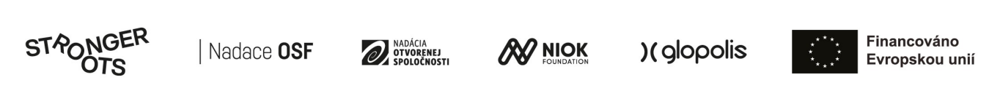 STRONGER
ROOTS
Nadace OSF
NADÁCIA
OTVORENEJ
SPOLOČNOSTI
NIOK
FOUNDATION
glopolis
Financováno
Evropskou unií